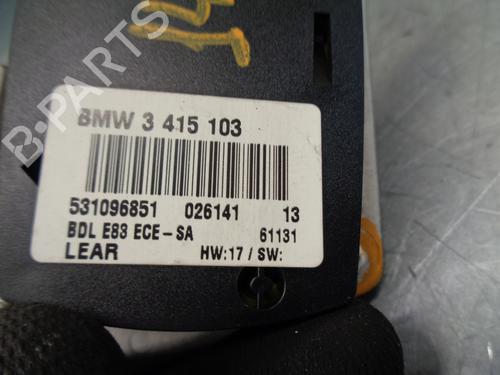 BMW 3 415 103
531096851 026141 13
BDL E83 ECE-SA 61131
LEAR HW:17 / SW:
B-PARTS